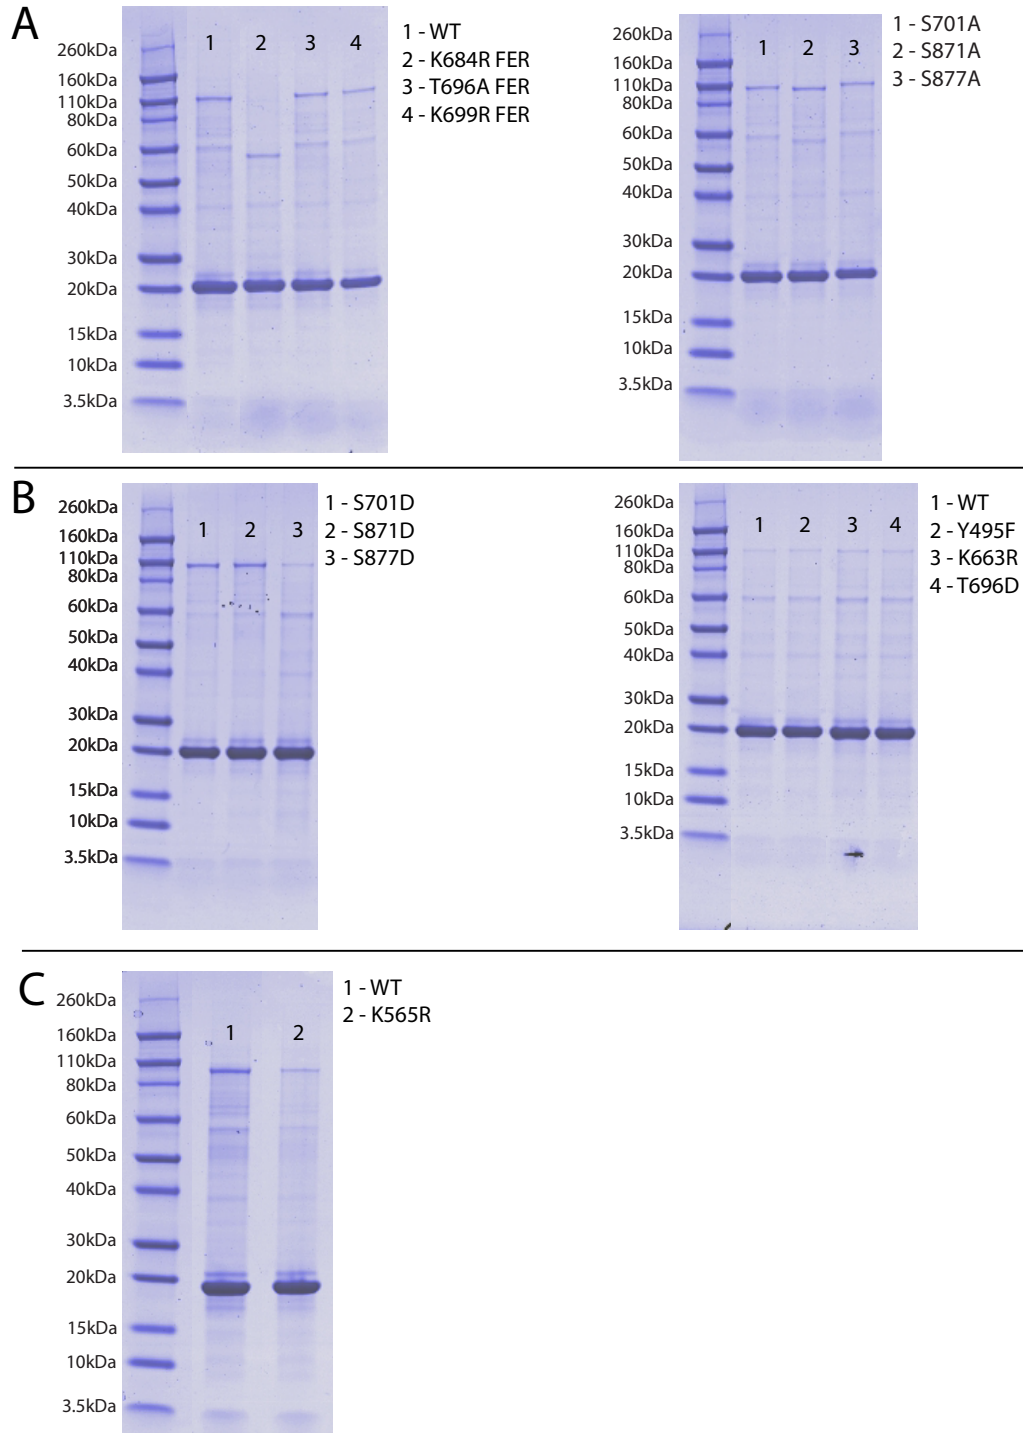 A
260kDa
160kDa
110kDa
80kDa
60kDa
50kDa
40kDa
30kDa
20kDa
15kDa
10kDa
3.5kDa
1 2 3 4
1 - WT
2 - K684R FER
3 - T696A FER
4 - K699R FER
260kDa
160kDa
110kDa
80kDa
60kDa
50kDa
40kDa
30kDa
20kDa
15kDa
10kDa
3.5kDa
1 2 3
1 - S701A
2 - S871A
3 - S877A
B
260kDa
160kDa
110kDa
80kDa
60kDa
50kDa
40kDa
30kDa
20kDa
15kDa
10kDa
3.5kDa
1 2 3
1 - S701D
2 - S871D
3 - S877D
260kDa
160kDa
110kDa
80kDa
60kDa
50kDa
40kDa
30kDa
20kDa
15kDa
10kDa
3.5kDa
1 2 3 4
1 - WT
2 - Y495F
3 - K663R
4 - T696D
C
260kDa
160kDa
110kDa
80kDa
60kDa
50kDa
40kDa
30kDa
20kDa
15kDa
10kDa
3.5kDa
1 2
1 - WT
2 - K565R